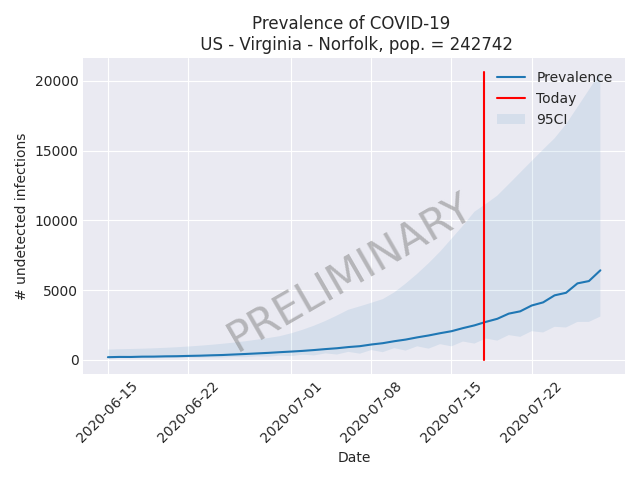 Prevalence of COVID-19
US - Virginia - Norfolk, pop. = 242742
Prevalence
Today
95CI
20000
15000
10000
5000
0
# undetected infections
PRELIMINARY
2020-06-15
2020-06-22
2020-07-01
2020-07-08
2020-07-15
2020-07-22
Date